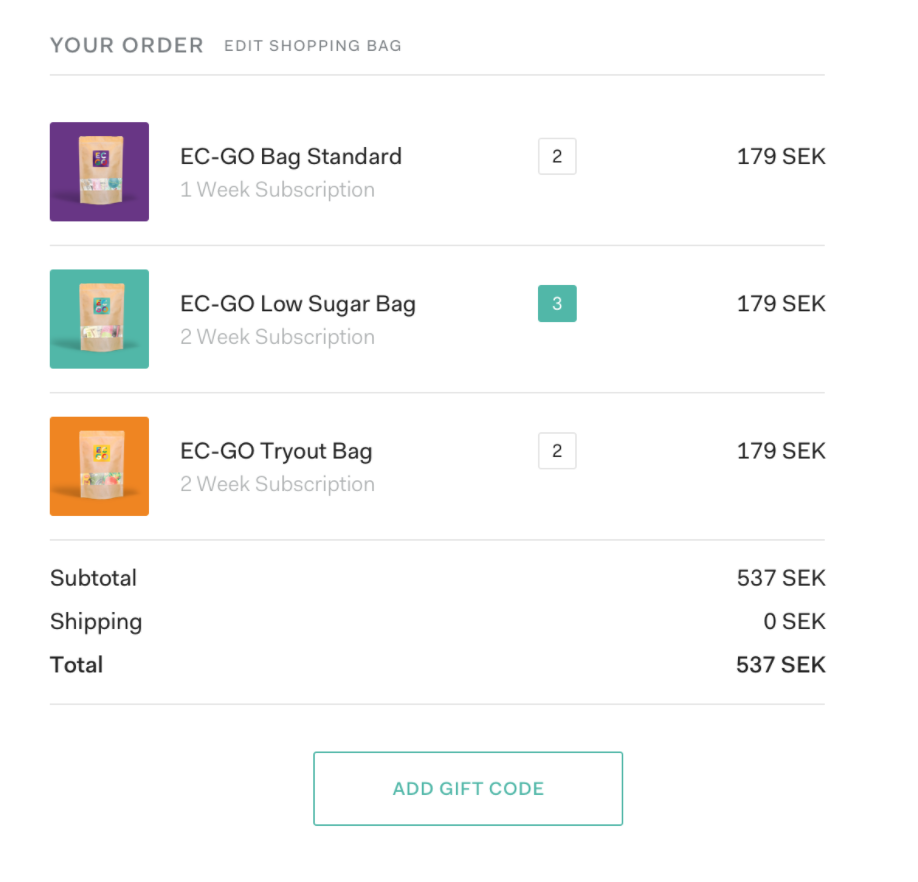 YOUR ORDER EDIT SHOPPING BAG
EC-GO Bag Standard 2 179 SEK
1 Week Subscription
EC-GO Low Sugar Bag 3 179 SEK
2 Week Subscription
EC-GO Tryout Bag 2 179 SEK
2 Week Subscription
Subtotal 537 SEK
Shipping 0 SEK
Total 537 SEK
ADD GIFT CODE